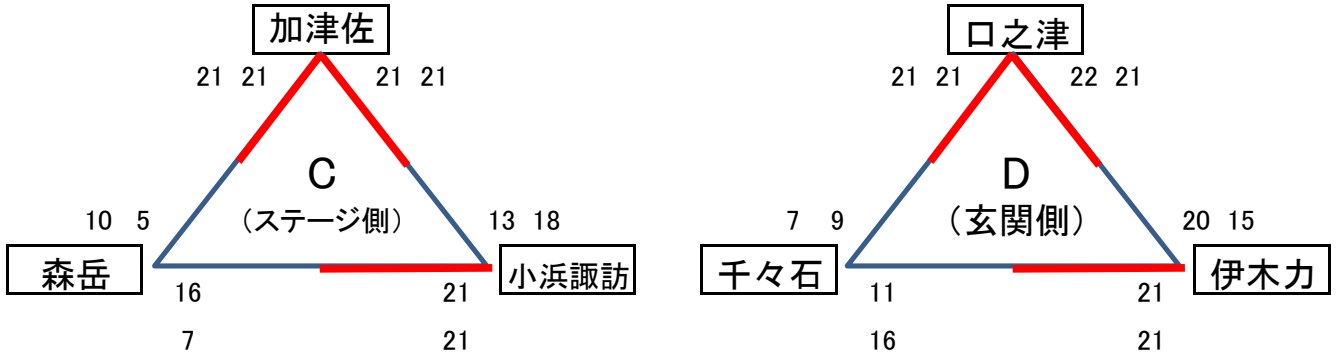 加津佐
21 21
21 21
C
（ステージ側）
10 5
13 18
森岳
小浜諏訪
16
21
7
21
口之津
21 21
22 21
D
（玄関側）
7 9
20 15
千々石
伊木力
11
21
16
21